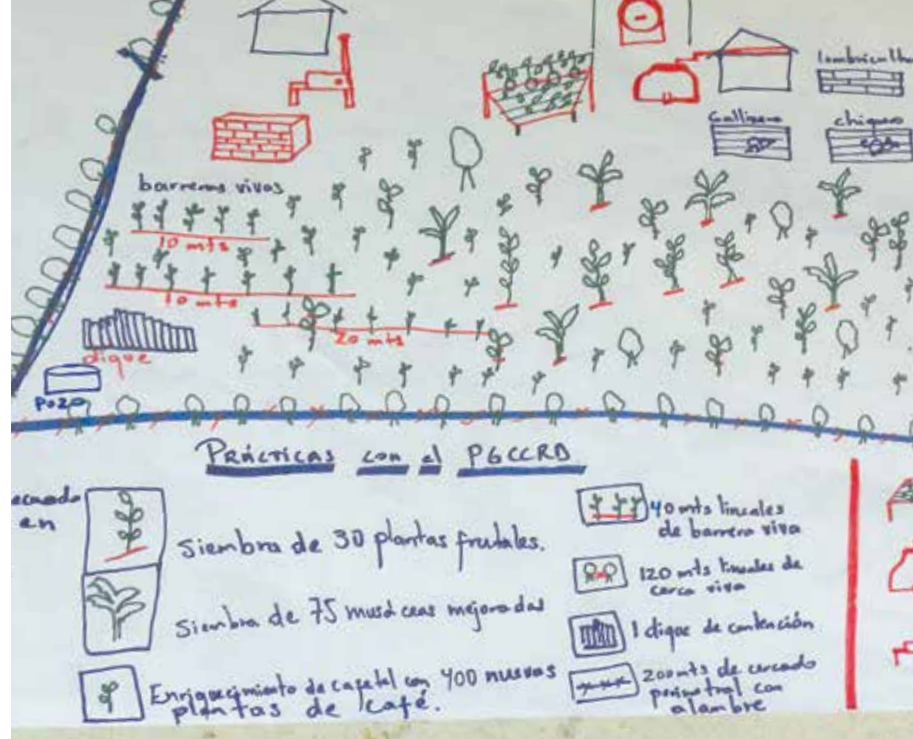 Gallinero
chiquero
barreras vivas
10 mts
10 mts
20 mts
dique
Pozo
Prácticas con el PGCCRD
en
Siembra de 30 plantas frutales.
Siembra de 75 musáceas mejoradas
Enriquecimiento de cafetal con 400 nuevas
plantas de café.
40 mts lineales
de barrera viva
120 mts lineales de
cerca viva
1 dique de contención
200 mts de cercado
perimetral con
alambre